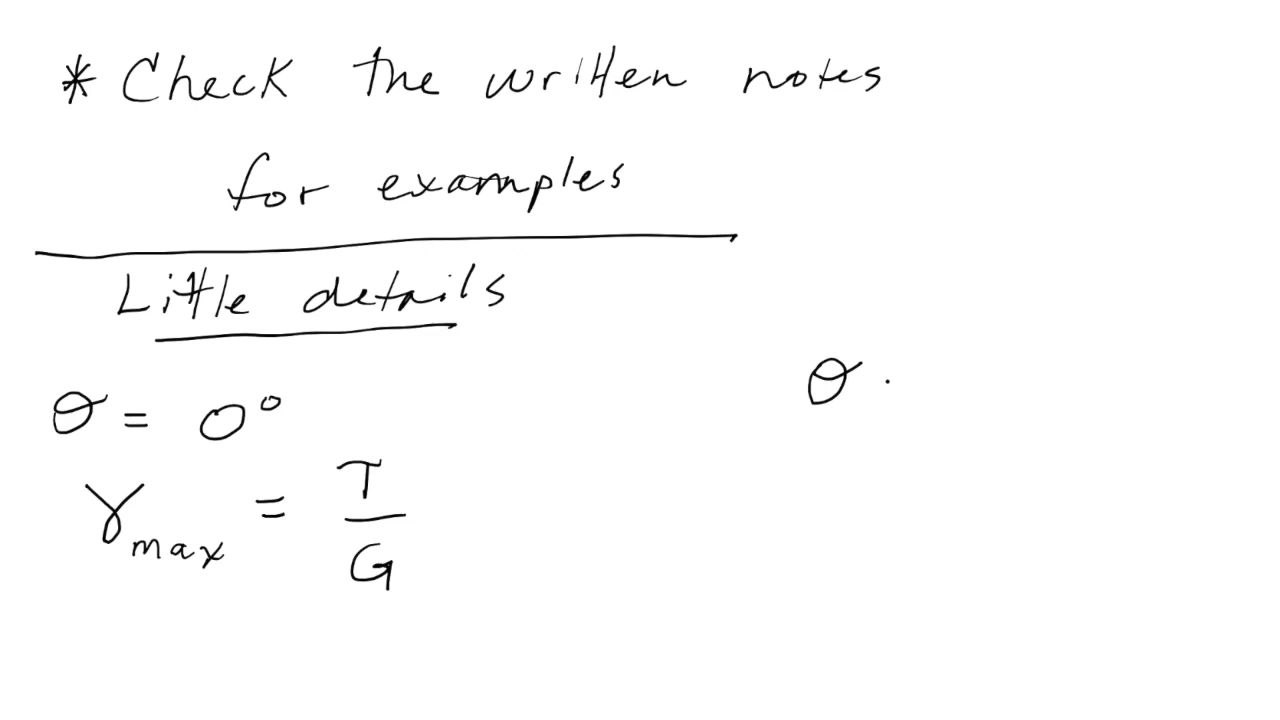 * Check the written notes
for examples
Little details
θ = 0°
θ .
γmax = τ/G